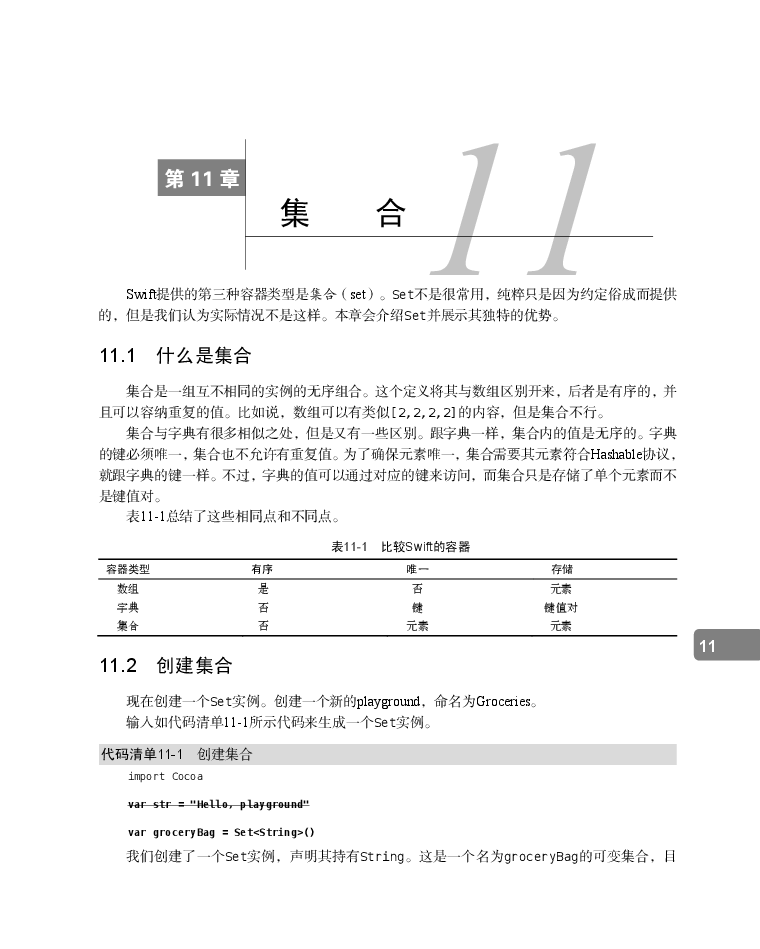 第 11 章
集 合
11
Swift提供的第三种容器类型是集合（set）。Set不是很常用，纯粹只是因为约定俗成而提供
的，但是我们认为实际情况不是这样。本章会介绍Set并展示其独特的优势。
11.1 什么是集合
集合是一组互不相同的实例的无序组合。这个定义将其与数组区别开来，后者是有序的，并
且可以容纳重复的值。比如说，数组可以有类似[2,2,2,2]的内容，但是集合不行。
集合与字典有很多相似之处，但是又有一些区别。跟字典一样，集合内的值是无序的。字典
的键必须唯一，集合也不允许有重复值。为了确保元素唯一，集合需要其元素符合Hashable协议，
就跟字典的键一样。不过，字典的值可以通过对应的键来访问，而集合只是存储了单个元素而不
是键值对。
表11-1总结了这些相同点和不同点。
表11-1 比较Swift的容器
容器类型 有序 唯一 存储
数组 是 否 元素
字典 否 键 键值对
集合 否 元素 元素
11
11.2 创建集合
现在创建一个Set实例。创建一个新的playground，命名为Groceries。
输入如代码清单11-1所示代码来生成一个Set实例。
代码清单11-1 创建集合
import Cocoa
var str = "Hello, playground"
var groceryBag = Set<String>()
我们创建了一个Set实例，声明其持有String。这是一个名为groceryBag的可变集合，目